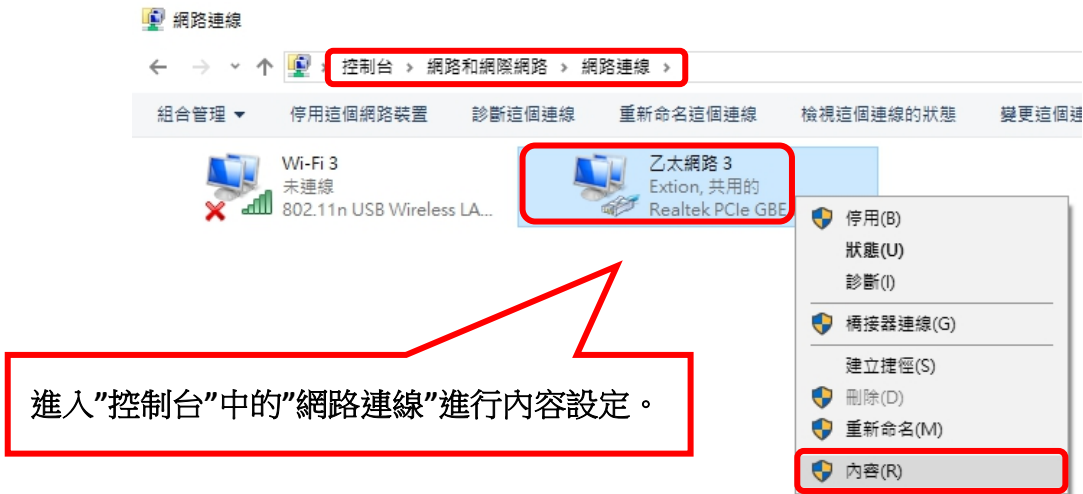 網路連線
控制台 › 網路和網際網路 › 網路連線 ›
組合管理 停用這個網路裝置 診斷這個連線 重新命名這個連線 檢視這個連線的狀態 變更這個
Wi-Fi 3
未連線
802.11n USB Wireless LA...
乙太網路 3
Extion, 共用的
Realtek PCIe GBE
停用(B)
狀態(U)
診斷(I)
橋接器連線(G)
建立捷徑(S)
刪除(D)
重新命名(M)
內容(R)
進入”控制台”中的”網路連線”進行內容設定。